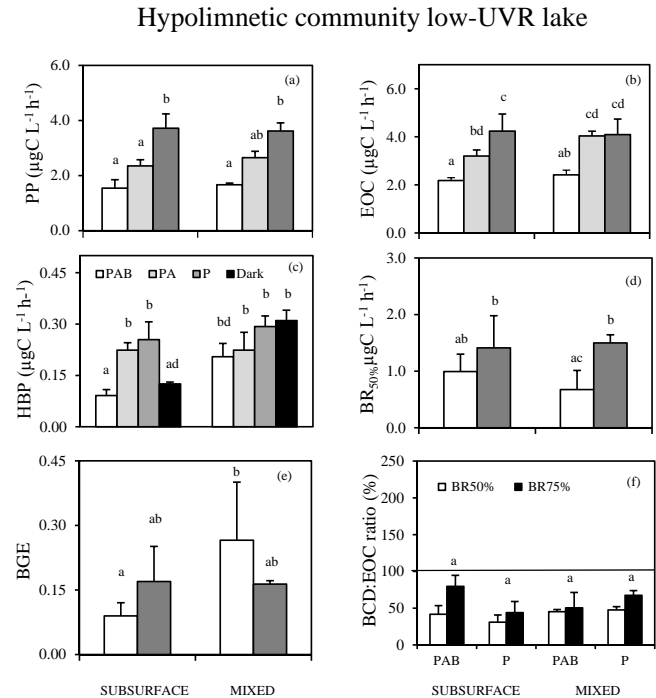 Hypolimnetic community low-UVR lake
PP (µgC L⁻¹ h⁻¹)
6.0
4.0
2.0
0.0
(a)
a a b a ab b
EOC (µgC L⁻¹ h⁻¹)
6.0
4.0
2.0
0.0
(b)
a bd c ab cd cd
HBP (µgC L⁻¹ h-¹)
0.45
0.30
0.15
0.00
(c)
PAB PA P Dark
a b b ad bd b b b
BR50% µgC L⁻¹ h⁻¹)
3.0
2.0
1.0
0.0
(d)
ab b ac b
BGE
0.45
0.30
0.15
0.00
(e)
a ab b ab
SUBSURFACE MIXED
BCD:EOC ratio (%)
250
200
150
100
50
0
(f)
BR50% BR75%
a a a a
PAB P PAB P
SUBSURFACE MIXED